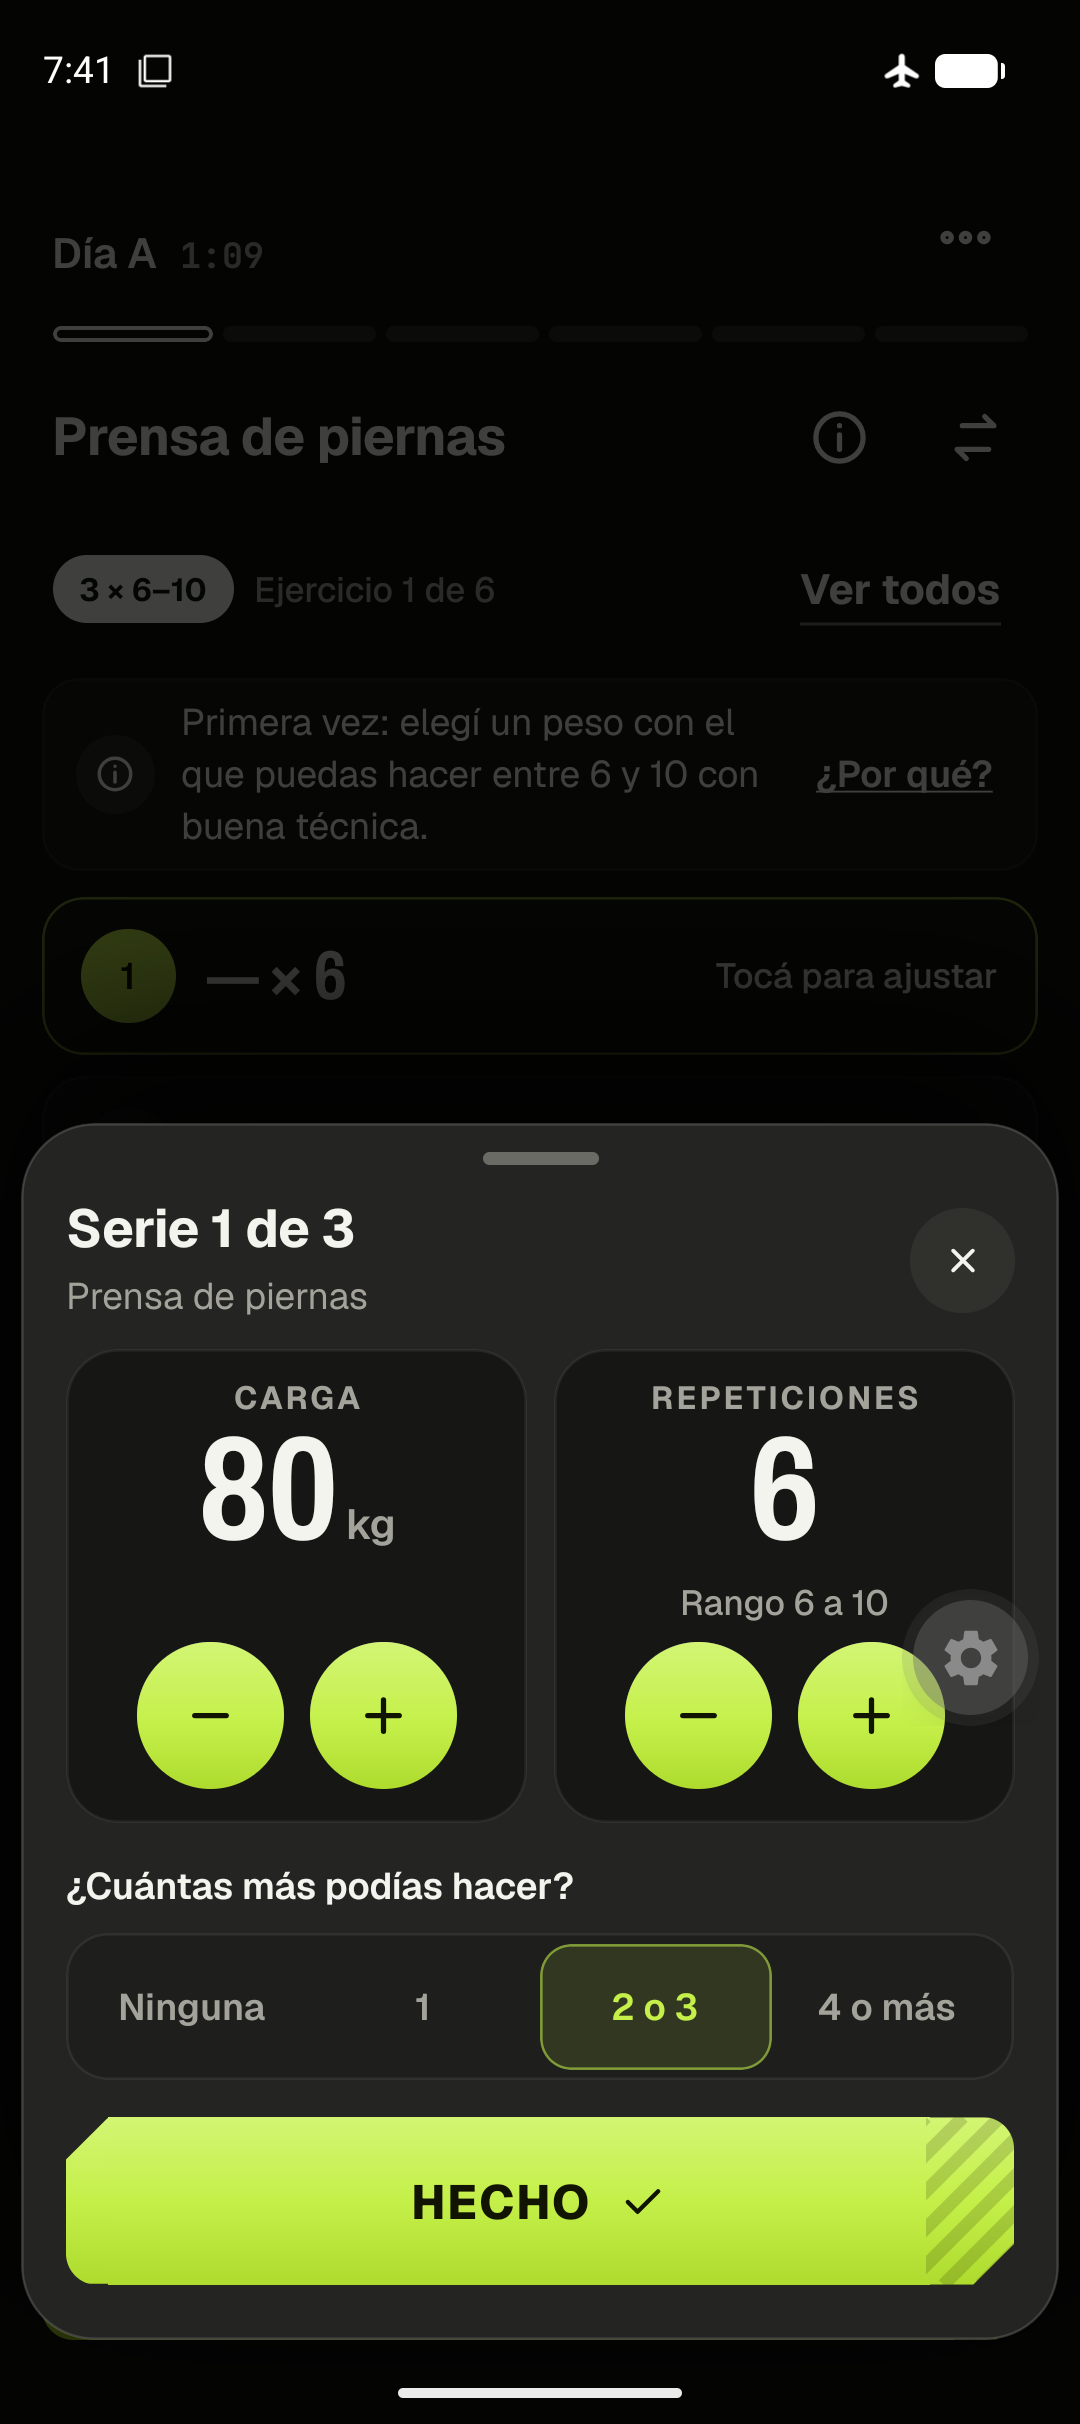 7:41
Día A 1:09
Prensa de piernas
3 × 6–10 Ejercicio 1 de 6 Ver todos
Primera vez: elegí un peso con el
que puedas hacer entre 6 y 10 con
buena técnica.
¿Por qué?
1 — × 6 Tocá para ajustar
Serie 1 de 3
Prensa de piernas
CARGA
80 kg
REPETICIONES
6
Rango 6 a 10
¿Cuántas más podías hacer?
Ninguna 1 2 o 3 4 o más
HECHO